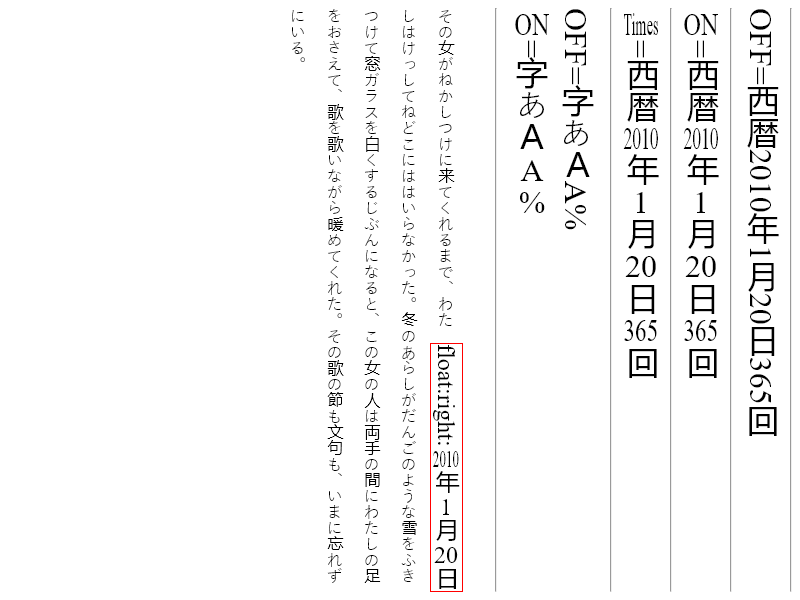 OFF=西暦2010年1月20日365回
ON=西暦2010年1月20日365回
Times=西暦2010年1月20日365回
OFF=字あＡA%
ON=字あＡA%
その女がねかしつけに来てくれるまで、わた
float:right: 2010年1月20日
しはけっしてねどこにははいらなかった。冬のあらしがだんごのような雪をふき
つけて窓ガラスを白くするじぶんになると、この女の人は両手の間にわたしの足
をおさえて、歌を歌いながら暖めてくれた。その歌の節も文句も、いまに忘れず
にいる。